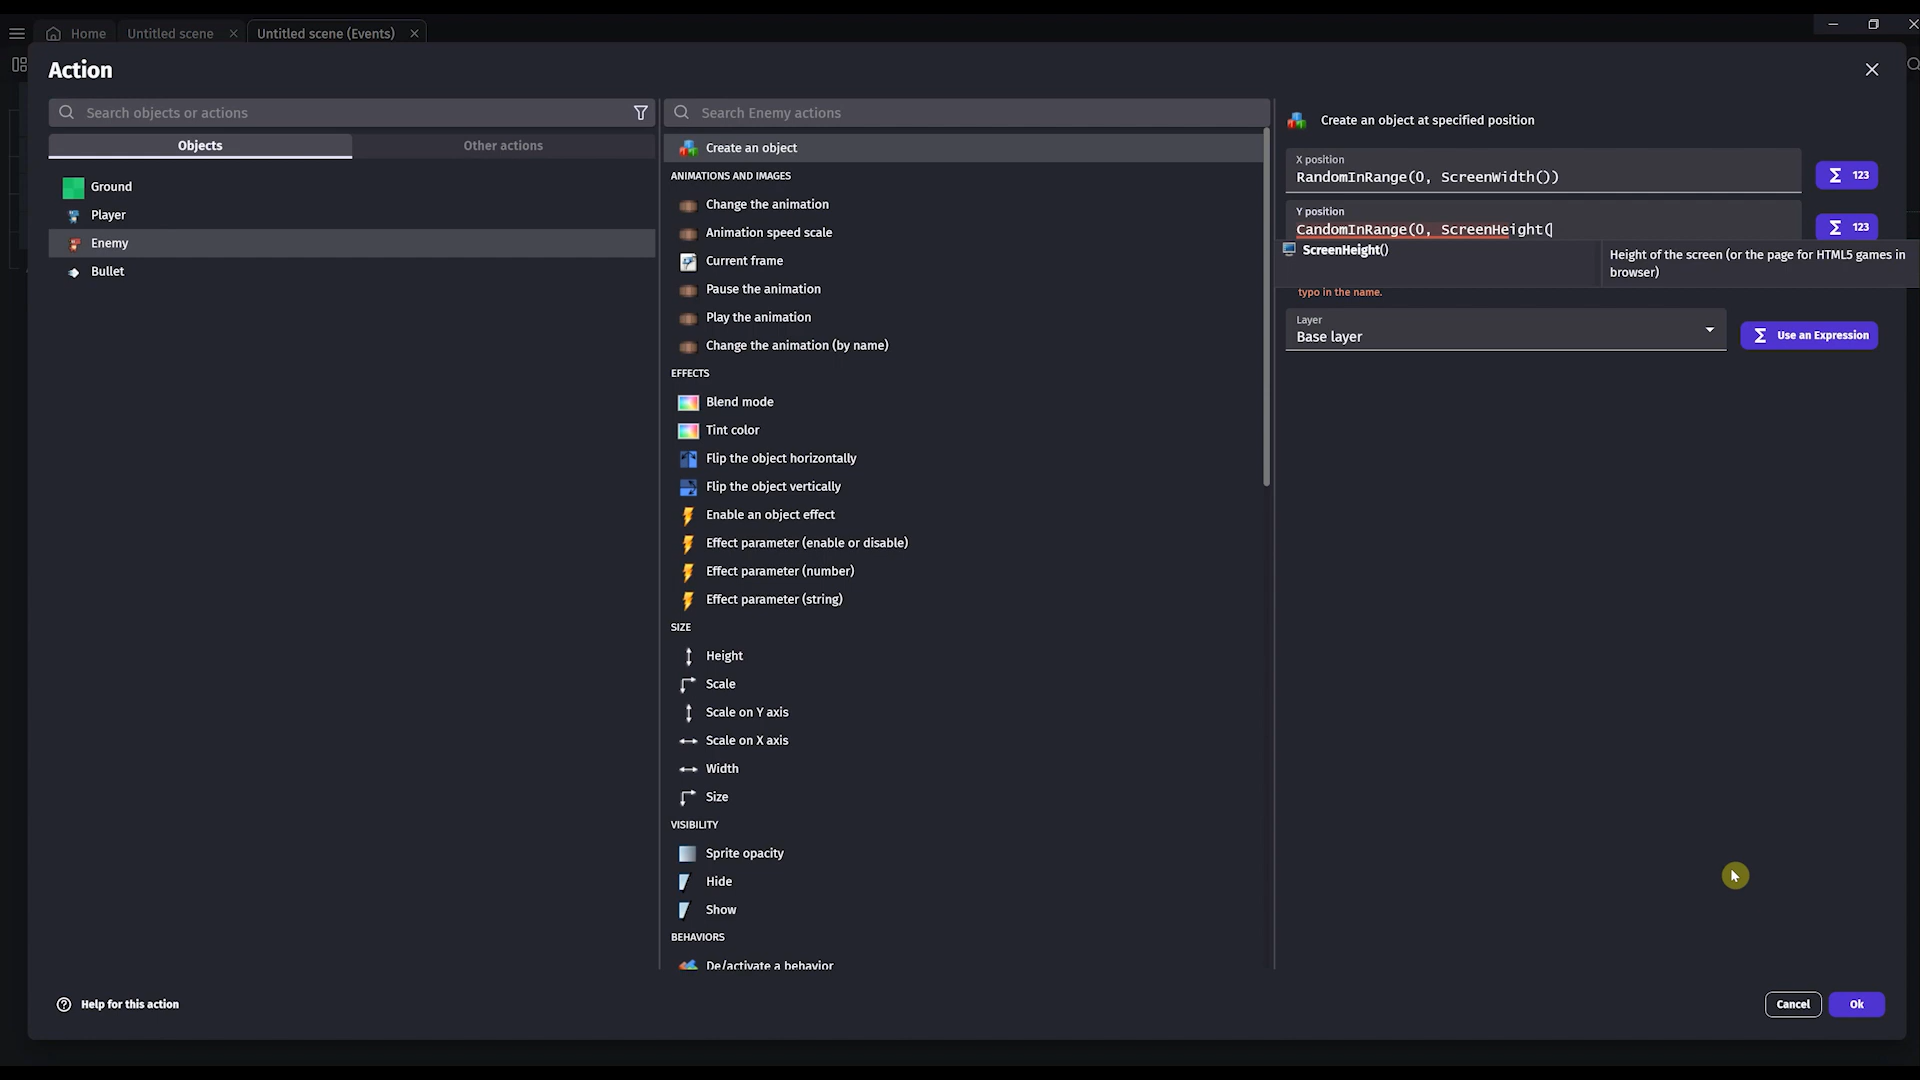 Home
Untitled scene
Untitled scene (Events)
Action
Search objects or actions
Objects
Other actions
Ground
Player
Enemy
Bullet
Search Enemy actions
Create an object
ANIMATIONS AND IMAGES
Change the animation
Animation speed scale
Current frame
Pause the animation
Play the animation
Change the animation (by name)
EFFECTS
Blend mode
Tint color
Flip the object horizontally
Flip the object vertically
Enable an object effect
Effect parameter (enable or disable)
Effect parameter (number)
Effect parameter (string)
SIZE
Height
Scale
Scale on Y axis
Scale on X axis
Width
Size
VISIBILITY
Sprite opacity
Hide
Show
BEHAVIORS
De/activate a behavior
Create an object at specified position
X position
RandomInRange(0, ScreenWidth())
123
Y position
CandomInRange(0, ScreenHeight(
123
ScreenHeight()
Height of the screen (or the page for HTML5 games in
browser)
typo in the name.
Layer
Base layer
Use an Expression
Help for this action
Cancel
Ok